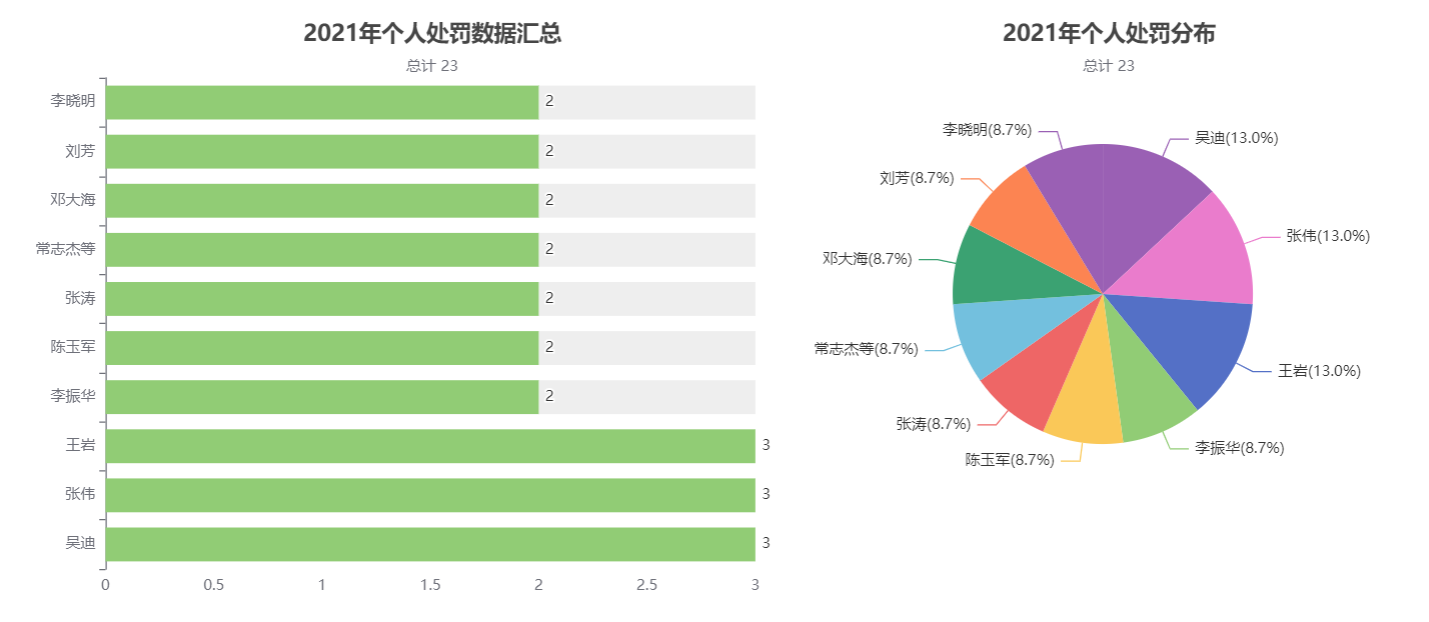 2021年个人处罚数据汇总
总计 23
李晓明
2
刘芳
2
邓大海
2
常志杰等
2
张涛
2
陈玉军
2
李振华
2
王岩
3
张伟
3
吴迪
3
0
0.5
1
1.5
2
2.5
3
2021年个人处罚分布
总计 23
李晓明(8.7%)
吴迪(13.0%)
刘芳(8.7%)
张伟(13.0%)
邓大海(8.7%)
常志杰等(8.7%)
王岩(13.0%)
张涛(8.7%)
李振华(8.7%)
陈玉军(8.7%)